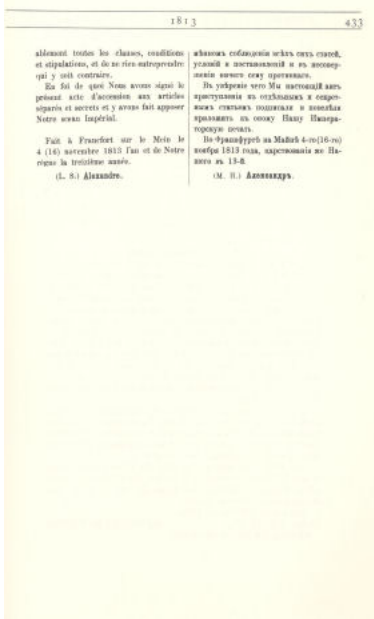 1813
433
ablement toutes les clauses, conditions
et stipulations, et de ne rien entreprendre
qui y soit contraire.
En foi de quoi Nous avons signé le
présent acte d'accession aux articles
séparés et secrets et y avons fait apposer
Notre sceau Impérial.
Fait à Francfort sur le Mein le
4 (16) novembre 1813 l'an et de Notre
règne la treizième année.
(L. S.) Alexandre.
соблюденіи всѣхъ сихъ статей,
условій и постановленій и въ
ничего сему противнаго.
Въ увѣреніе чего Мы настоящій актъ
приступленія къ отдѣльнымъ и секрет-
нымъ статьямъ подписали и повелѣли
приложить къ оному Нашу Импера-
торскую печать.
Во Франкфуртѣ на Майнѣ 4-го (16-го)
ноября 1813 года, царствованія же На-
шего въ 13-й
(М. П.) Александръ.